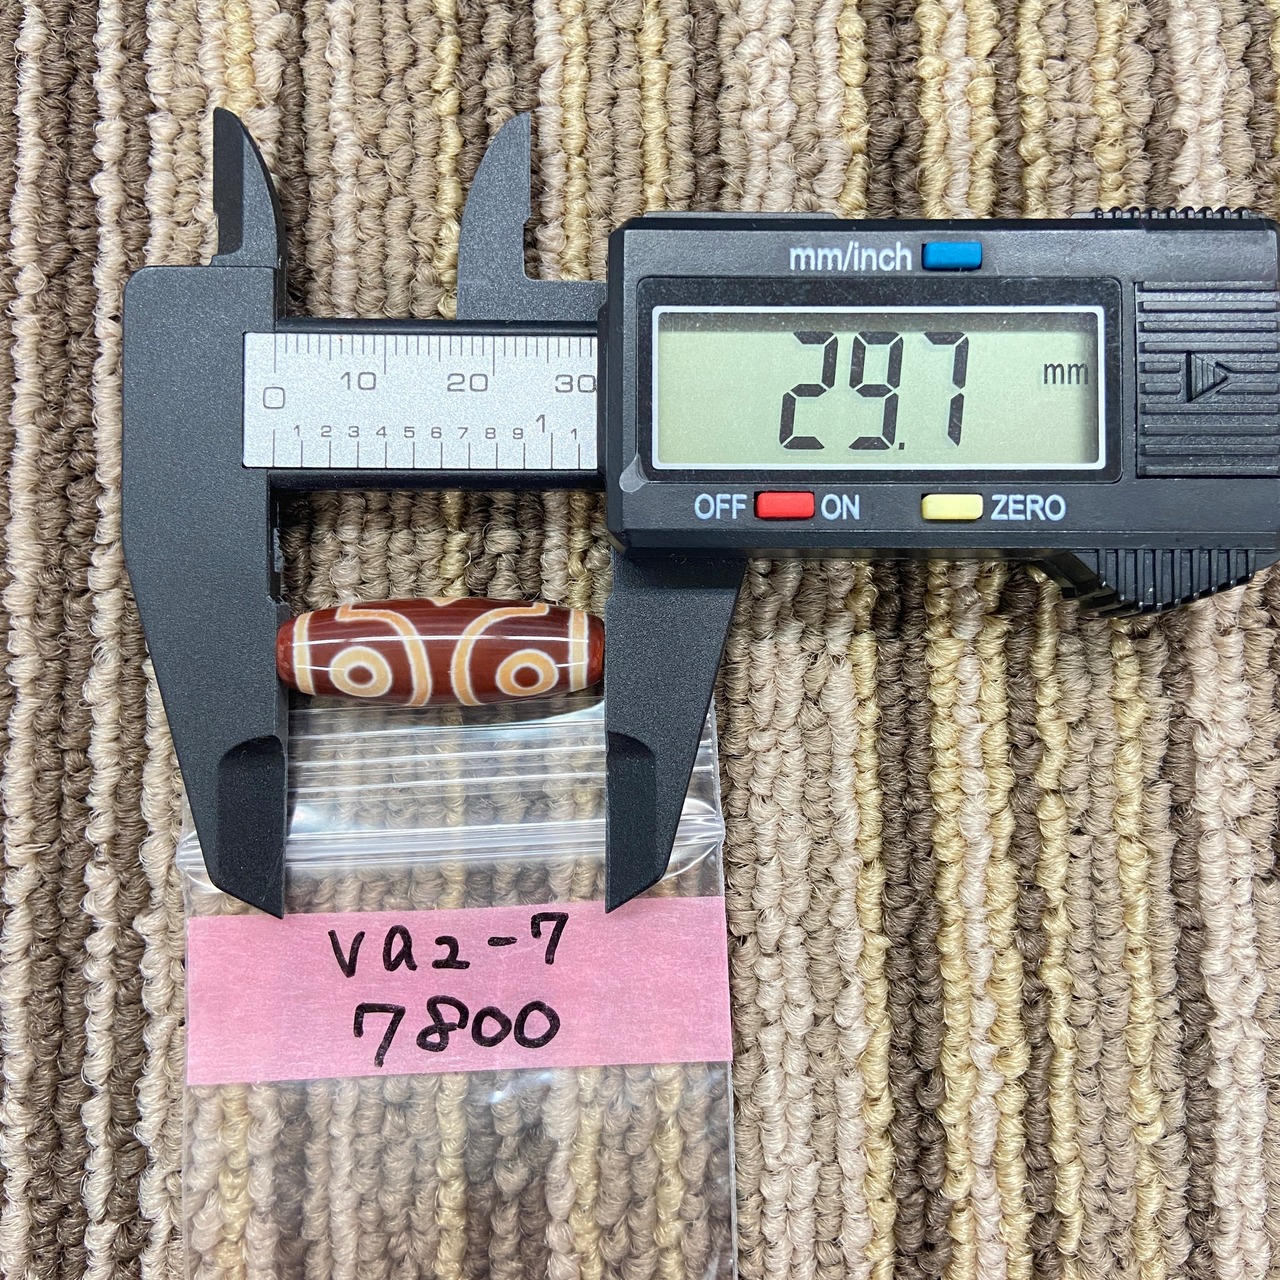 mm/inch
29.7 mm
OFF ON ZERO
0 10 20 30
1 2 3 4 5 6 7 8 9 1 1
va2-7
7800